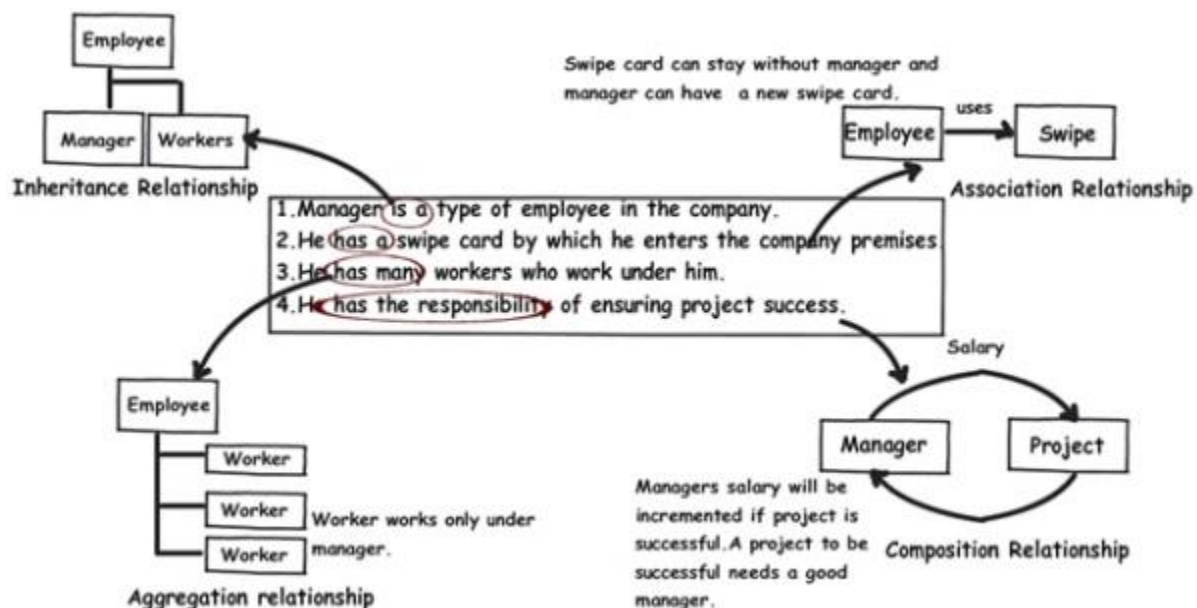 Employee
Manager
Workers
Inheritance Relationship
Swipe card can stay without manager and
manager can have a new swipe card.
Employee
uses
Swipe
Association Relationship
1.Manager is a type of employee in the company.
2.He has a swipe card by which he enters the company premises.
3.He has many workers who work under him.
4.He has the responsibility of ensuring project success.
Employee
Worker
Worker
Worker
Worker works only under
manager.
Aggregation relationship
Salary
Manager
Project
Managers salary will be
incremented if project is
successful.A project to be
successful needs a good
manager.
Composition Relationship